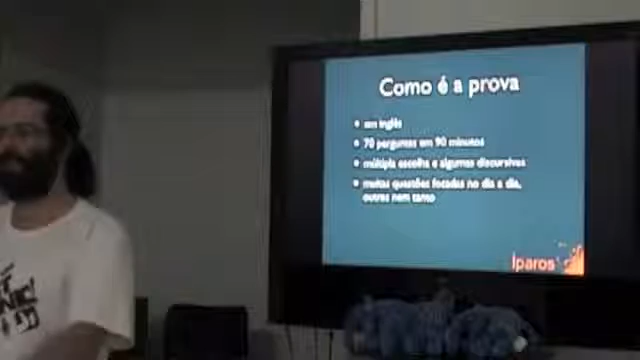 Como é a prova
em inglês
70 perguntas em 90 minutos
múltipla escolha e algumas discursivas
muitas questões focadas no dia a dia,
outras nem tanto
Iparos